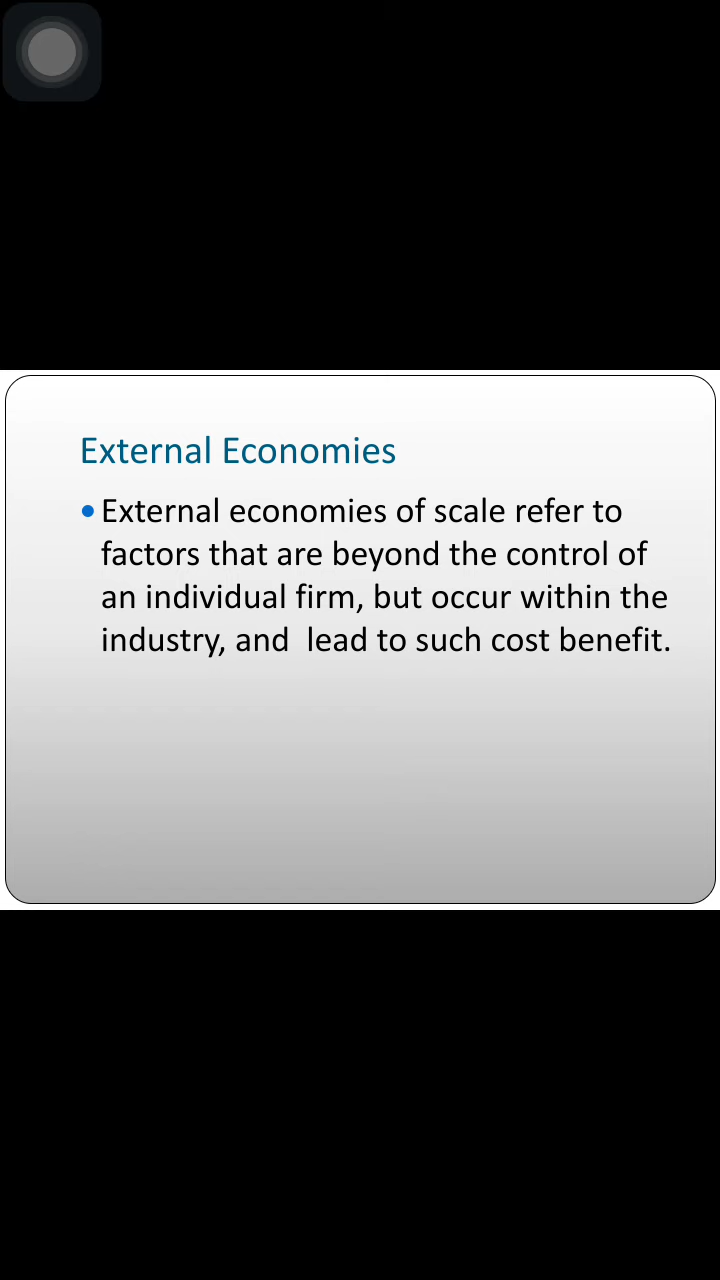 External Economies
•External economies of scale refer to
factors that are beyond the control of
an individual firm, but occur within the
industry, and  lead to such cost benefit.